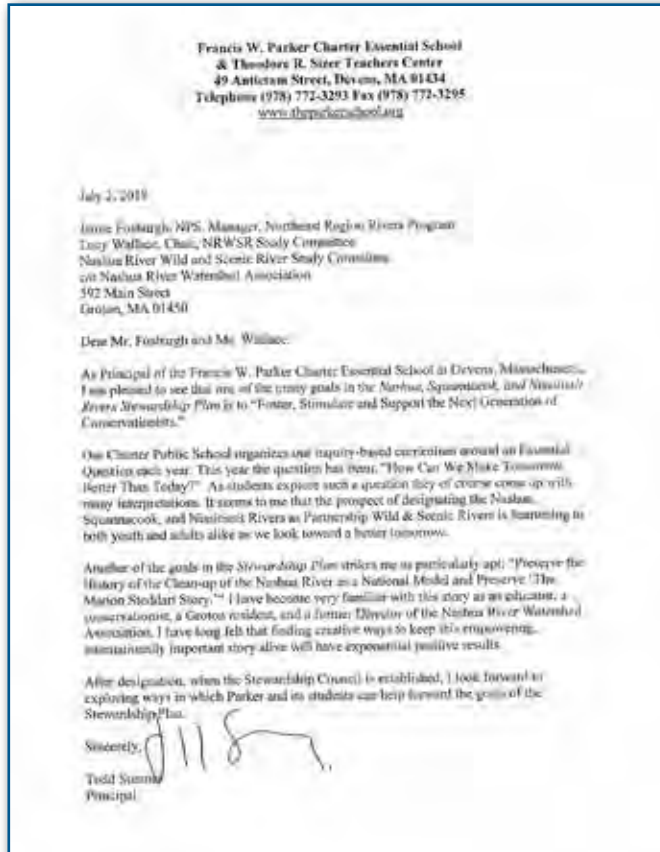 Francis W. Parker Charter Essential School
& Theodore R. Sizer Teachers Center
49 Antietam Street, Devens, MA 01434
Telephone (978) 772-3293 Fax (978) 772-3295
www.theparkerschool.org
July 2, 2019
Jamie Fosburgh, NPS, Manager, Northeast Region Rivers Program
Lucy Wallace, Chair, NRWSR Study Committee
Nashua River Wild and Scenic River Study Committee
c/o Nashua River Watershed Association
592 Main Street
Groton, MA 01450
Dear Mr. Fosburgh and Ms. Wallace:
As Principal of the Francis W. Parker Charter Essential School in Devens, Massachusetts,
I was pleased to see that one of the many goals in the Nashua, Squannacook, and Nissitissit
Rivers Stewardship Plan is to "Foster, Stimulate and Support the Next Generation of
Conservationists."
Our Charter Public School organizes our inquiry-based curriculum around an Essential
Question each year. This year the question has been: "How Can We Make Tomorrow
Better Than Today?" As students explore such a question they of course come up with
many interpretations. It seems to me that the prospect of designating the Nashua,
Squannacook, and Nissitissit Rivers as Partnership Wild & Scenic Rivers is heartening to
both youth and adults alike as we look toward a better tomorrow.
Another of the goals in the Stewardship Plan strikes me as particularly apt: "Preserve the
History of the Clean-up of the Nashua River as a National Model and Preserve 'The
Marion Stoddart Story.'" I have become very familiar with this story as an educator, a
conservationist, a Groton resident, and a former Director of the Nashua River Watershed
Association. I have long felt that finding creative ways to keep this empowering,
internationally important story alive will have exponential positive results.
After designation, when the Stewardship Council is established, I look forward to
exploring ways in which Parker and its students can help forward the goals of the
Stewardship Plan.
Sincerely,
Todd
Principal